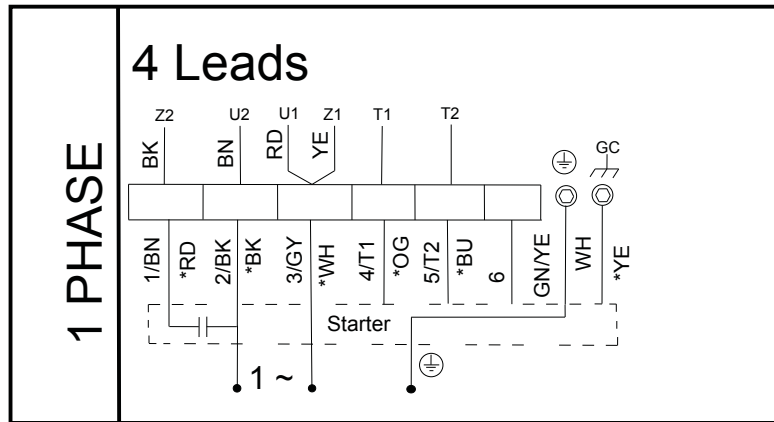 1 PHASE
4 Leads
Z2 U2 U1 Z1 T1 T2 GC
BK BN RD YE
1/BN *RD 2/BK *BK 3/GY *WH 4/T1 *OG 5/T2 *BU 6 GN/YE WH *YE
Starter
1 ~